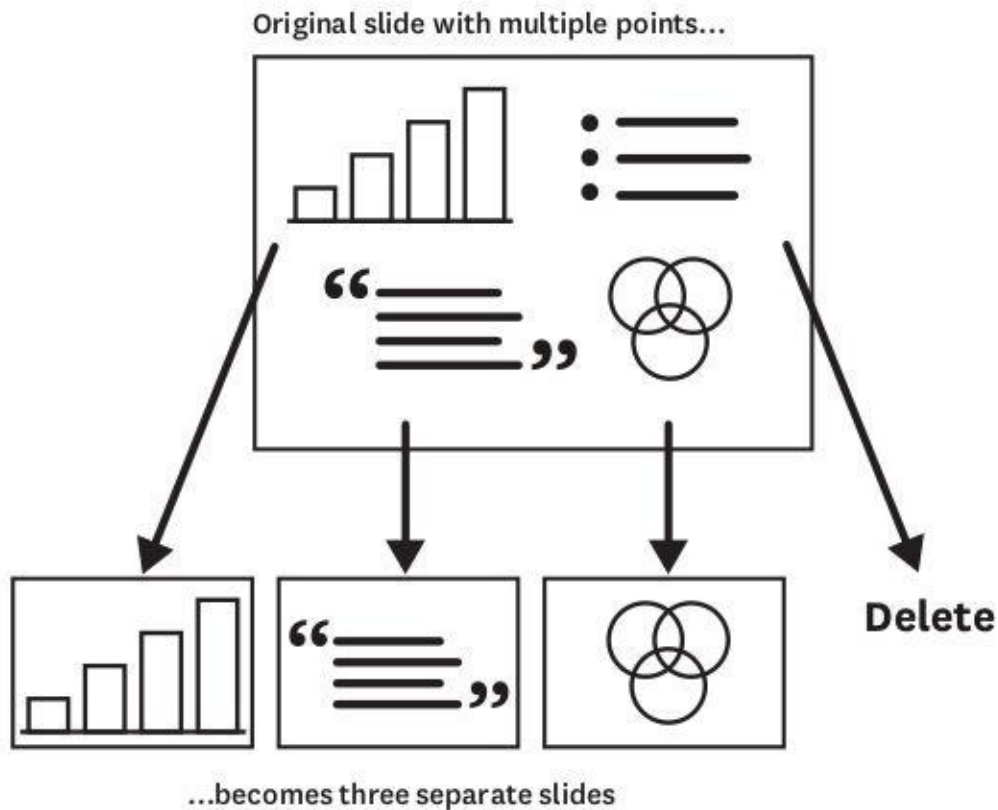 Original slide with multiple points...
“
”
“
”
Delete
...becomes three separate slides